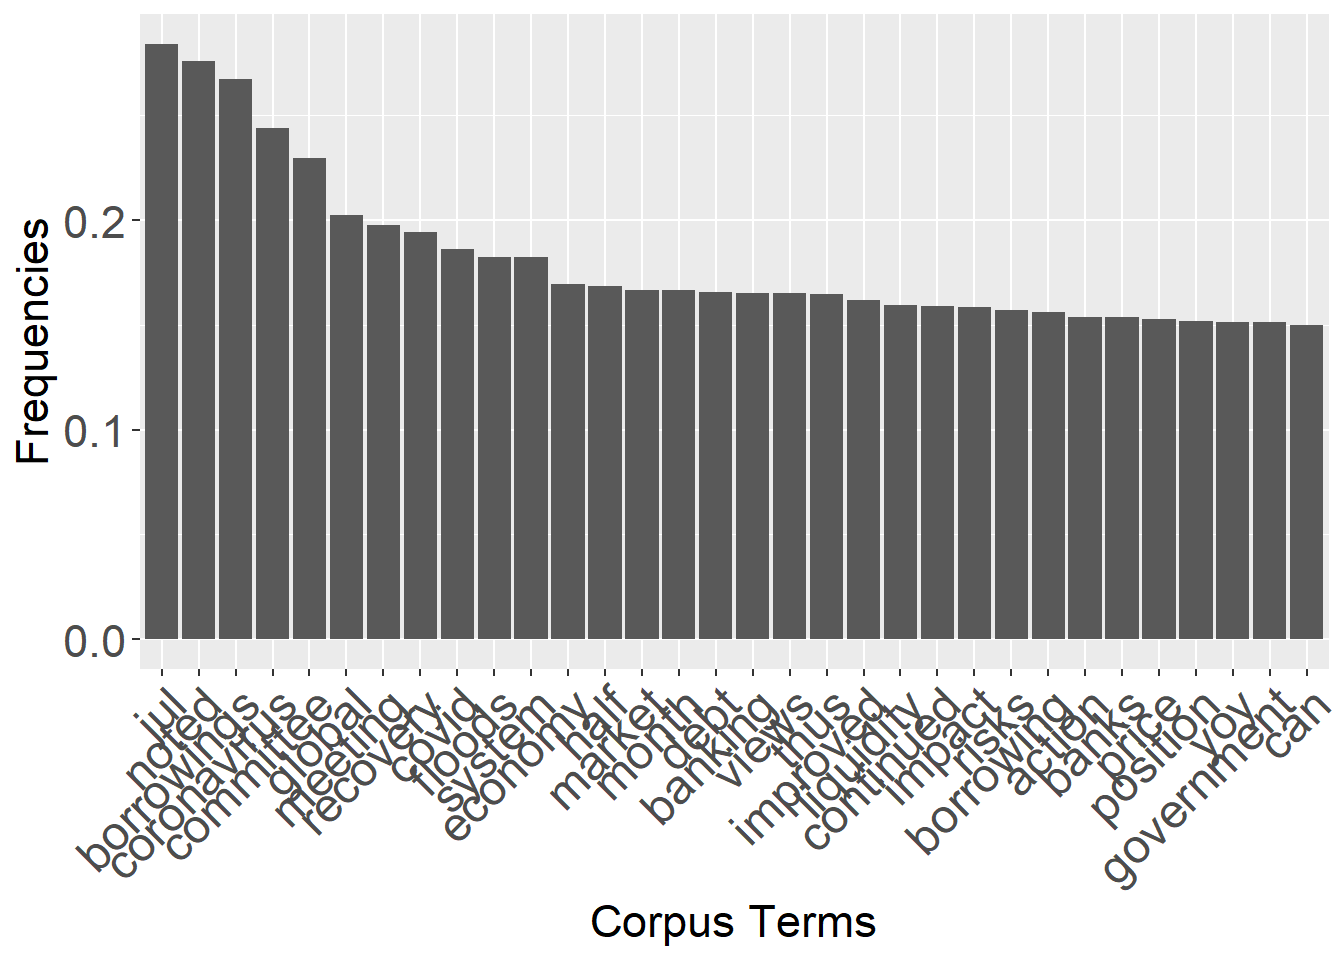 Frequencies
0.2
0.1
0.0
jul
noted
borrowings
coronavirus
committee
global
meeting
recovery
covid
floods
system
economy
half
market
month
debt
banking
views
thus
improved
liquidity
continued
impact
risks
borrowing
action
banks
price
position
yoy
government
can
Corpus Terms